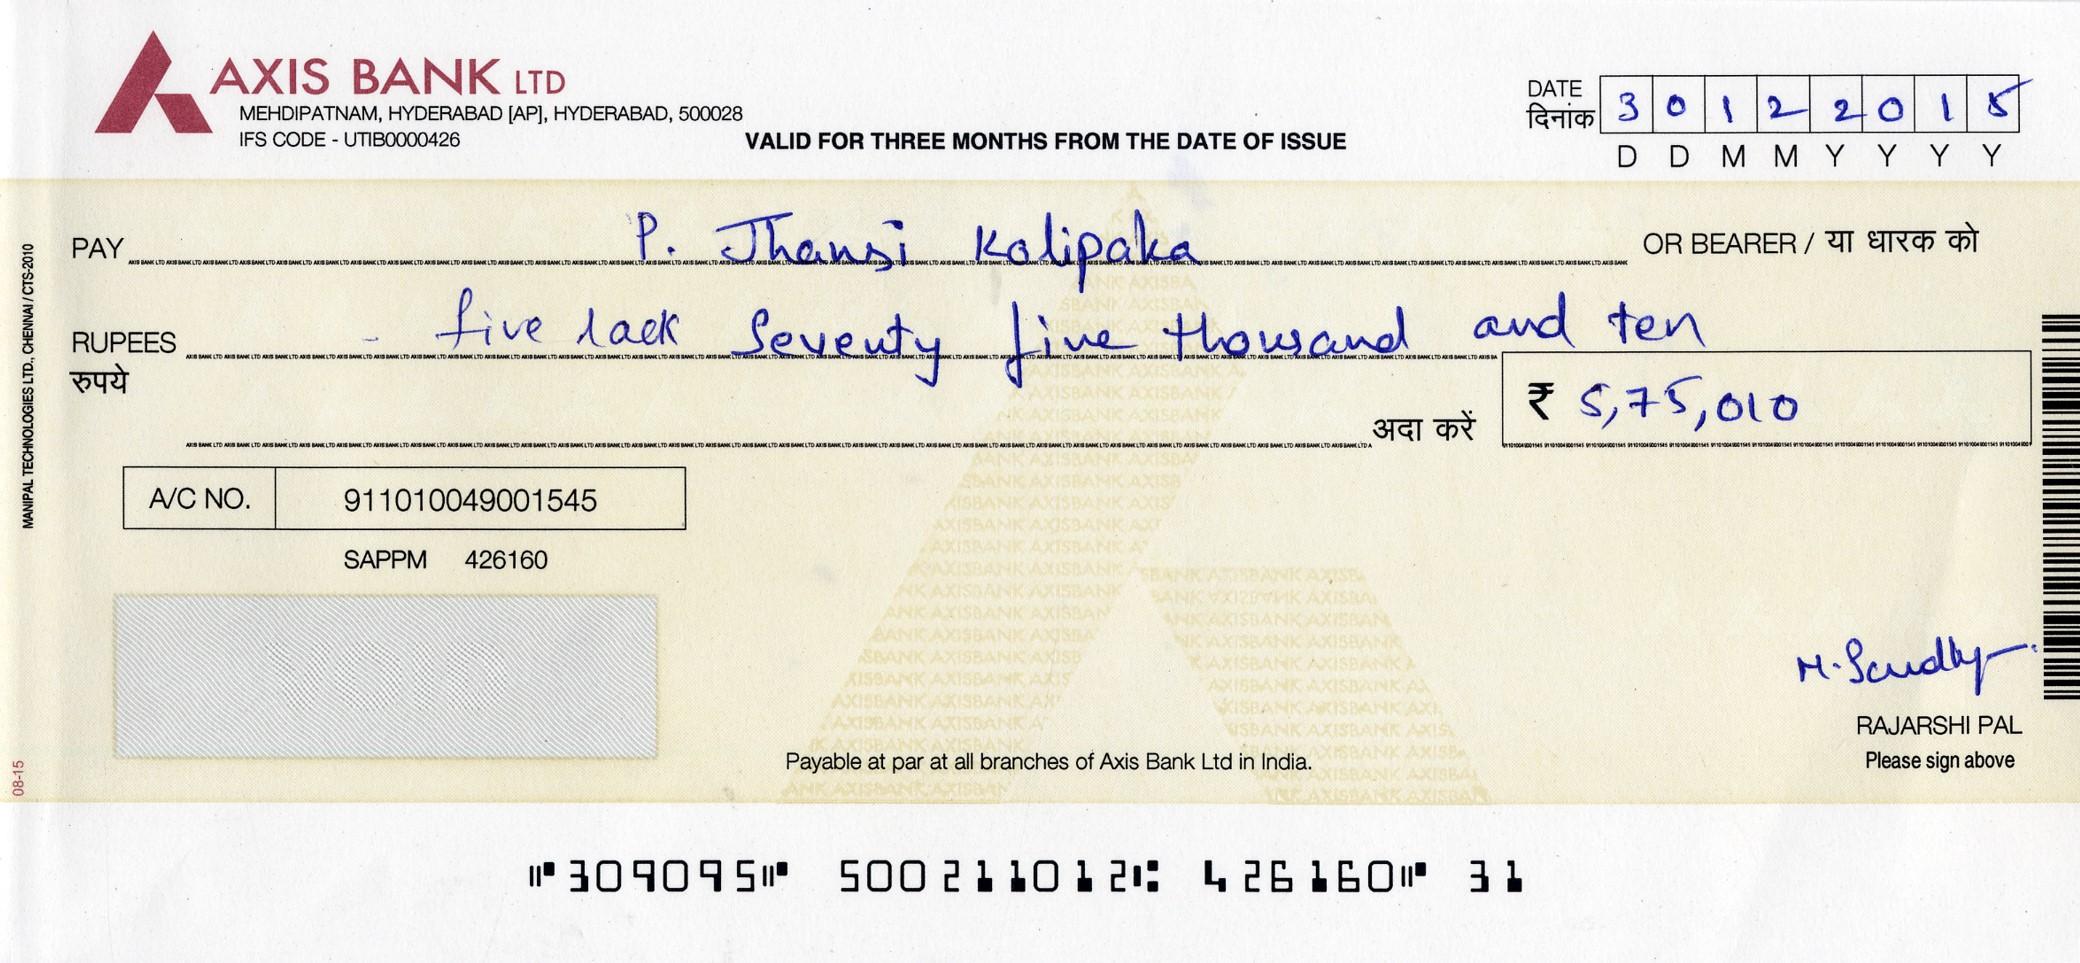 AXIS BANK LTD
MEHDIPATNAM, HYDERABAD [AP], HYDERABAD, 500028
IFS CODE - UTIB0000426
VALID FOR THREE MONTHS FROM THE DATE OF ISSUE
DATE
दिनांक
3 0 1 2 2 0 1 5
D D M M Y Y Y Y
PAY P. Jhansi Kolipaka OR BEARER / या धारक को
RUPEES five lack Seventy five thousand and ten
रुपये
अदा करें ₹ 5,75,010
A/C NO. 911010049001545
SAPPM 426160
VOID
RAJARSHI PAL
Please sign above
Payable at par at all branches of Axis Bank Ltd in India.
MANIPAL TECHNOLOGIES LTD., CHENNAI / CTS-2010
08-15
⑈309095⑈ 500211012⑆ 426160⑈ 31